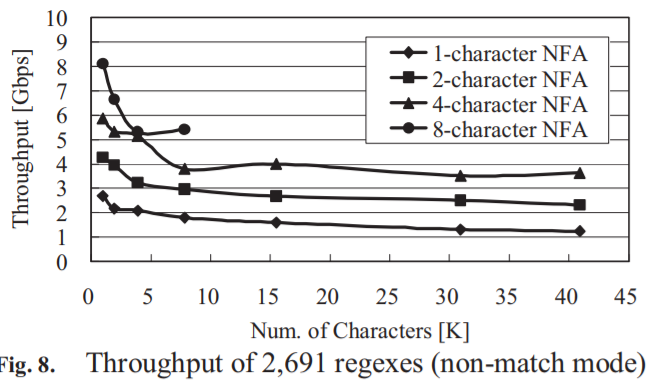 10
9
8
7
6
5
4
3
2
1
0
Throughput [Gbps]
1-character NFA
2-character NFA
4-character NFA
8-character NFA
0 5 10 15 20 25 30 35 40 45
Num. of Characters [K]
Fig. 8. Throughput of 2,691 regexes (non-match mode)